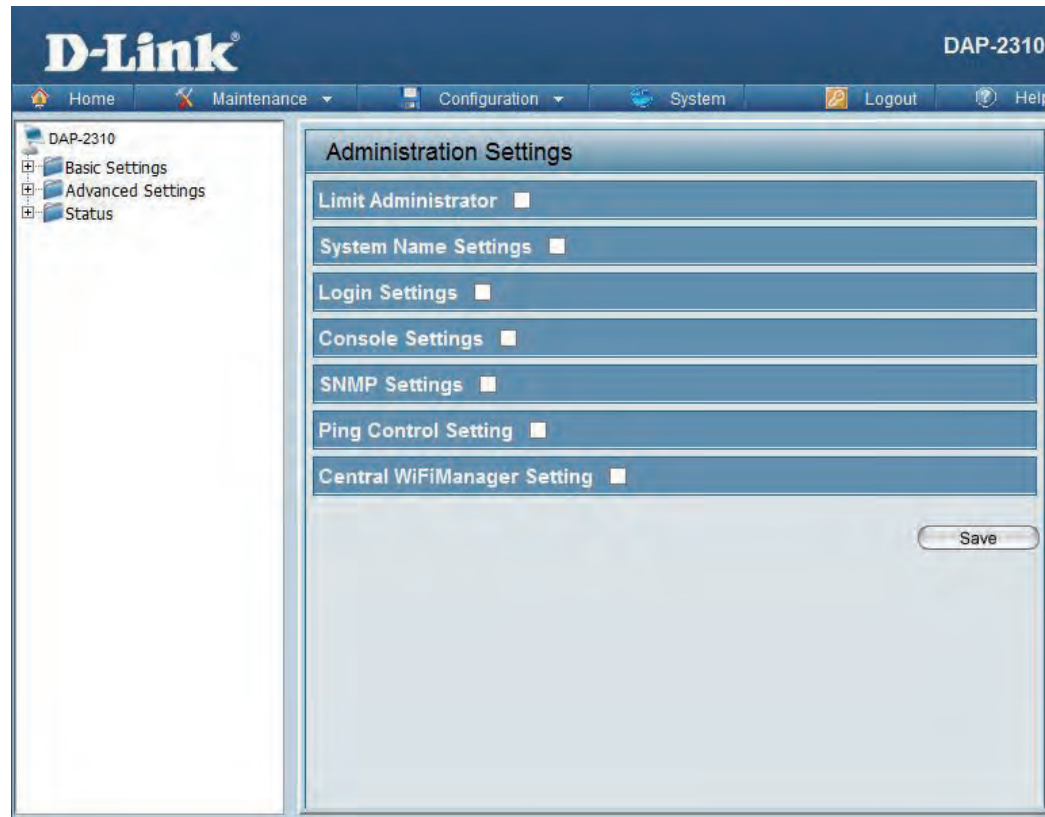 D-Link®
DAP-2310
Home Maintenance Configuration System Logout Help
DAP-2310
Basic Settings
Advanced Settings
Status
Administration Settings
Limit Administrator
System Name Settings
Login Settings
Console Settings
SNMP Settings
Ping Control Setting
Central WiFiManager Setting
Save